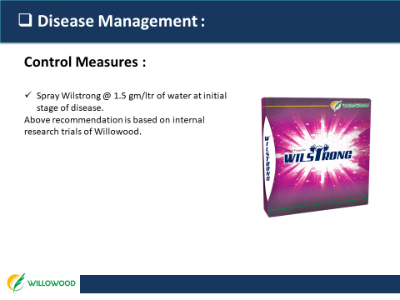 ❑ Disease Management :
Control Measures :
✓ Spray Wilstrong @ 1.5 gm/ltr of water at initial
stage of disease.
Above recommendation is based on internal
research trials of Willowood.
WILSTRONG
WILSTRONG
WILLOWOOD